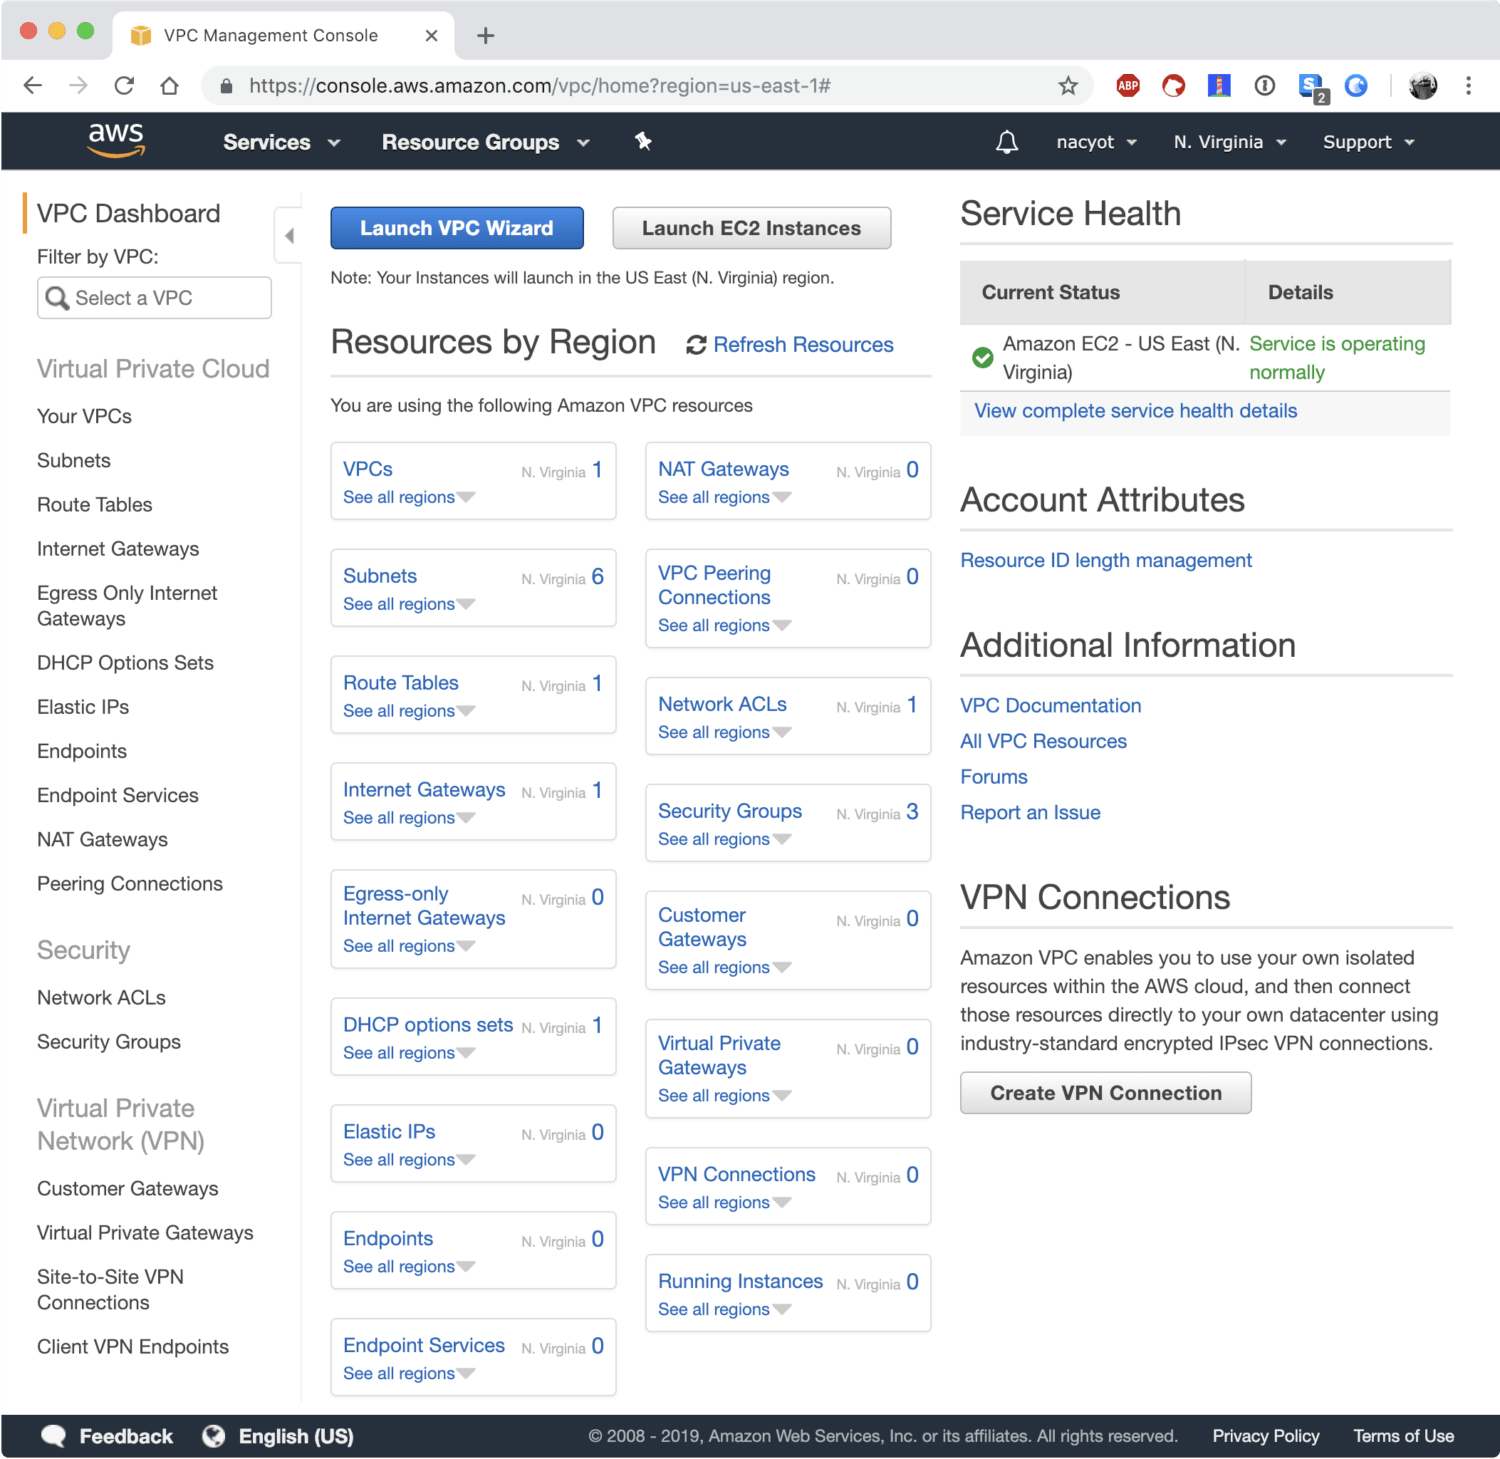 VPC Management Console
https://console.aws.amazon.com/vpc/home?region=us-east-1#
ABP
S
2
aws
Services
Resource Groups
nacyot
N. Virginia
Support
VPC Dashboard
Filter by VPC:
Select a VPC
Virtual Private Cloud
Your VPCs
Subnets
Route Tables
Internet Gateways
Egress Only Internet
Gateways
DHCP Options Sets
Elastic IPs
Endpoints
Endpoint Services
NAT Gateways
Peering Connections
Security
Network ACLs
Security Groups
Virtual Private
Network (VPN)
Customer Gateways
Virtual Private Gateways
Site-to-Site VPN
Connections
Client VPN Endpoints
Launch VPC Wizard
Launch EC2 Instances
Note: Your Instances will launch in the US East (N. Virginia) region.
Resources by Region
Refresh Resources
You are using the following Amazon VPC resources
VPCs N. Virginia 1
See all regions
Subnets N. Virginia 6
See all regions
Route Tables N. Virginia 1
See all regions
Internet Gateways N. Virginia 1
See all regions
Egress-only N. Virginia 0
Internet Gateways
See all regions
DHCP options sets N. Virginia 1
See all regions
Elastic IPs N. Virginia 0
See all regions
Endpoints N. Virginia 0
See all regions
Endpoint Services N. Virginia 0
See all regions
NAT Gateways N. Virginia 0
See all regions
VPC Peering N. Virginia 0
Connections
See all regions
Network ACLs N. Virginia 1
See all regions
Security Groups N. Virginia 3
See all regions
Customer N. Virginia 0
Gateways
See all regions
Virtual Private N. Virginia 0
Gateways
See all regions
VPN Connections N. Virginia 0
See all regions
Running Instances N. Virginia 0
See all regions
Service Health
Current Status Details
Amazon EC2 - US East (N. Service is operating
Virginia) normally
View complete service health details
Account Attributes
Resource ID length management
Additional Information
VPC Documentation
All VPC Resources
Forums
Report an Issue
VPN Connections
Amazon VPC enables you to use your own isolated
resources within the AWS cloud, and then connect
those resources directly to your own datacenter using
industry-standard encrypted IPsec VPN connections.
Create VPN Connection
Feedback
English (US)
© 2008 - 2019, Amazon Web Services, Inc. or its affiliates. All rights reserved.
Privacy Policy
Terms of Use